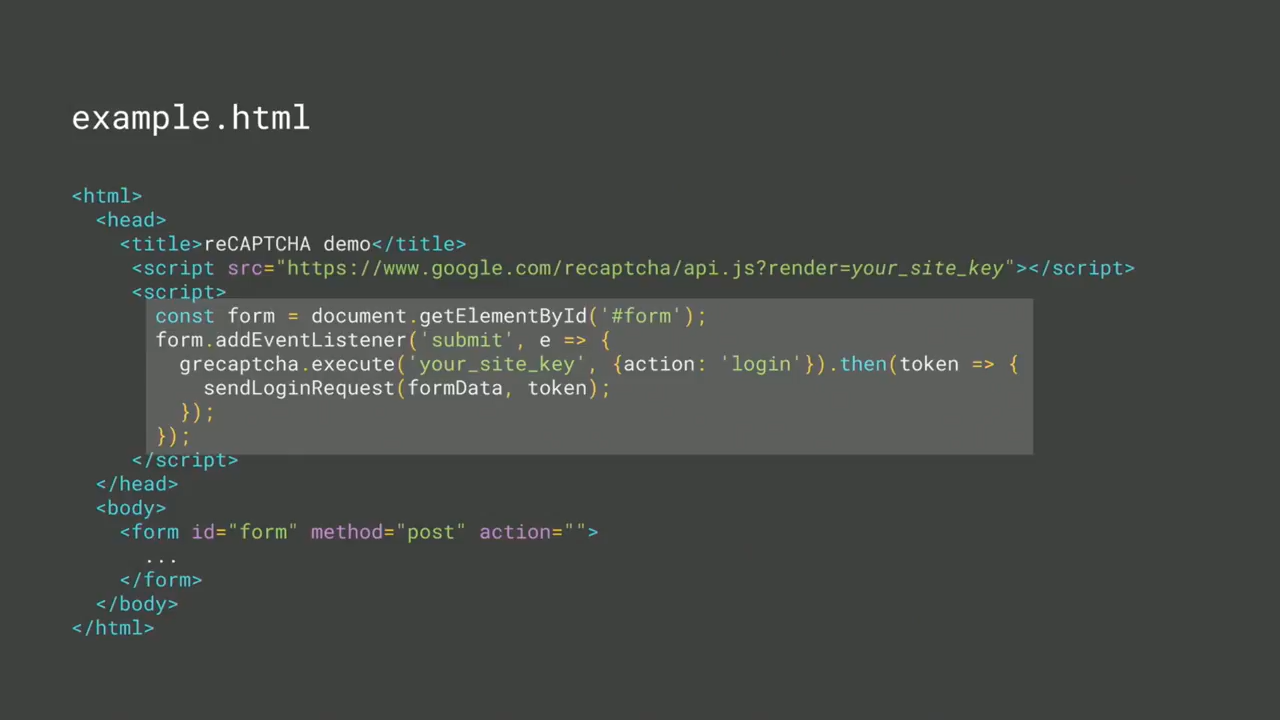 example.html
<html>
<head>
<title>reCAPTCHA demo</title>
<script src="https://www.google.com/recaptcha/api.js?render=your_site_key"></script>
<script>
const form = document.getElementById('#form');
form.addEventListener('submit', e => {
grecaptcha.execute('your_site_key', {action: 'login'}).then(token => {
sendLoginRequest(formData, token);
});
});
</script>
</head>
<body>
<form id="form" method="post" action="">
...
</form>
</body>
</html>